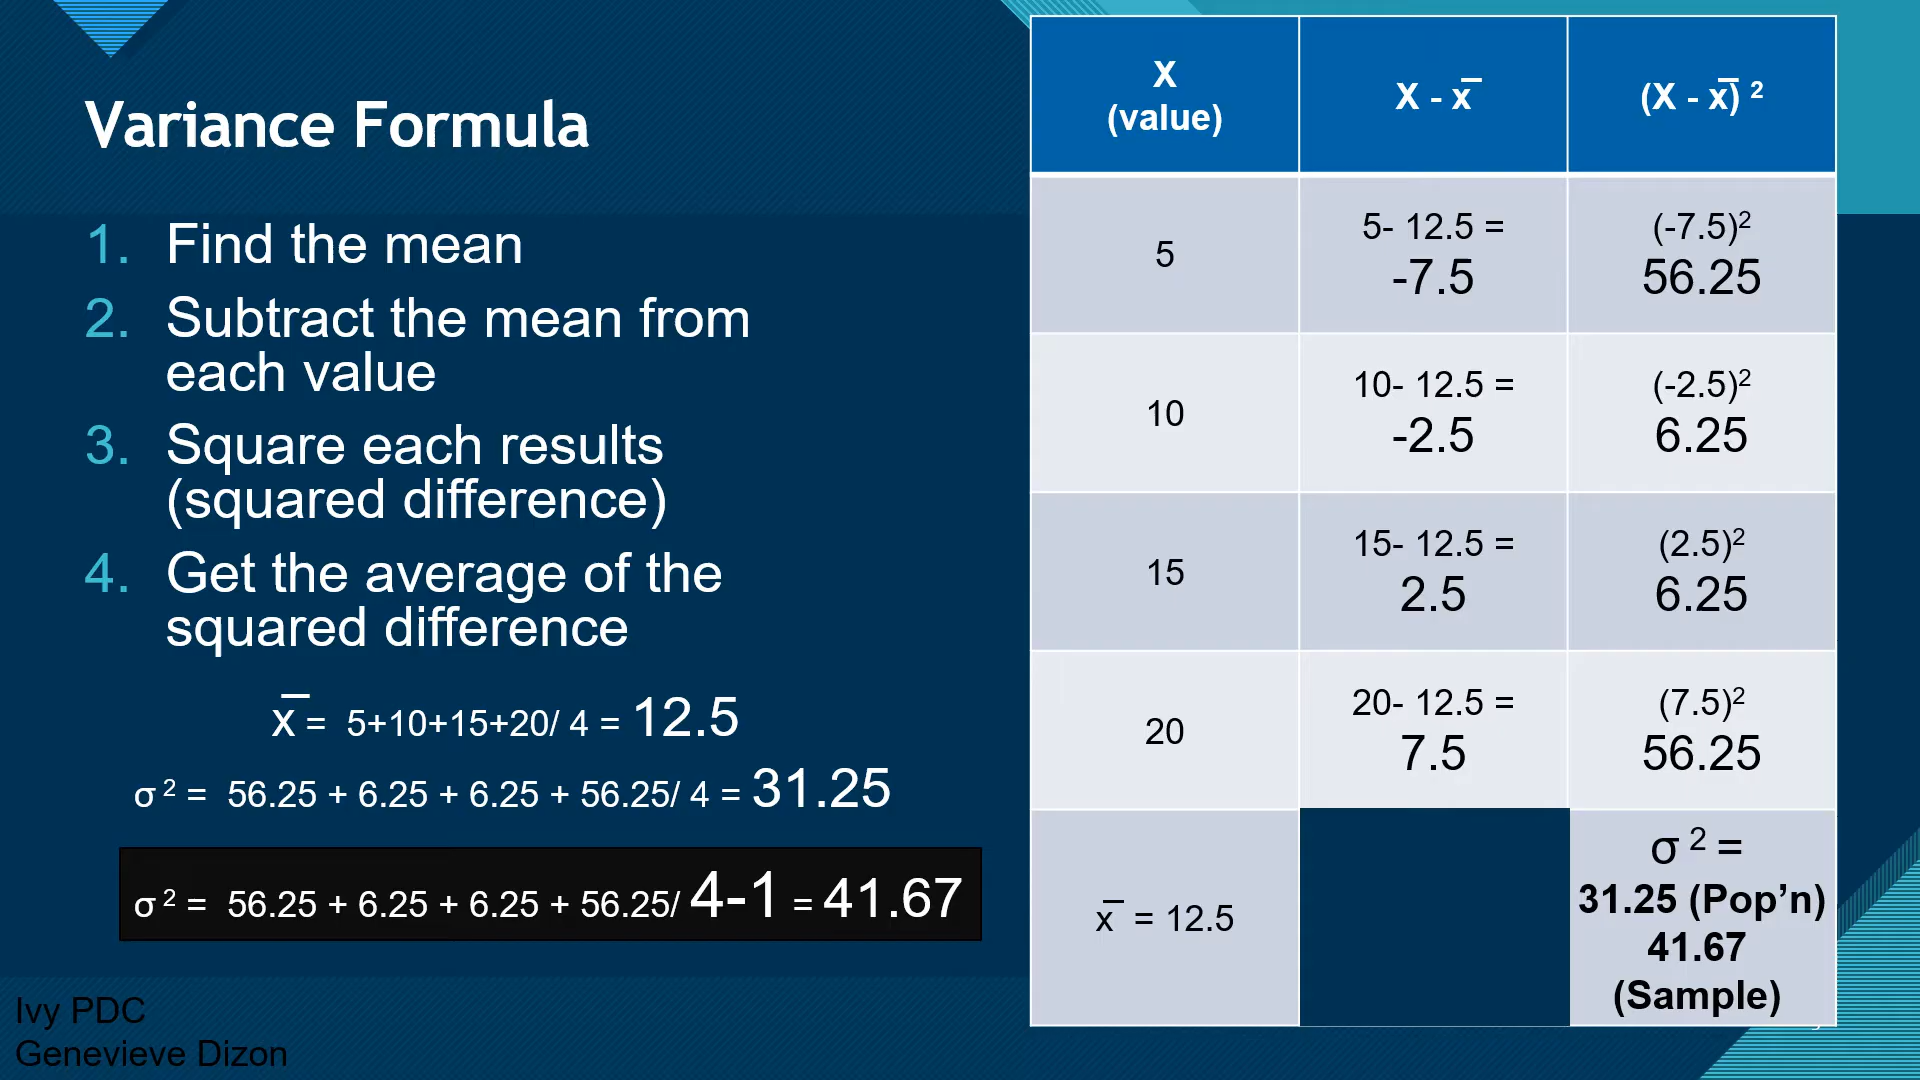 Variance Formula
1. Find the mean
2. Subtract the mean from
each value
3. Square each results
(squared difference)
4. Get the average of the
squared difference
x̅ = 5+10+15+20/ 4 = 12.5
σ ² = 56.25 + 6.25 + 6.25 + 56.25/ 4 = 31.25
σ ² = 56.25 + 6.25 + 6.25 + 56.25/ 4-1 = 41.67
Ivy PDC
Genevieve Dizon
X
(value)
X - x̅
(X - x̅) ²
5
5- 12.5 =
-7.5
(-7.5)²
56.25
10
10- 12.5 =
-2.5
(-2.5)²
6.25
15
15- 12.5 =
2.5
(2.5)²
6.25
20
20- 12.5 =
7.5
(7.5)²
56.25
x̅ = 12.5
σ ² =
31.25 (Pop’n)
41.67
(Sample)